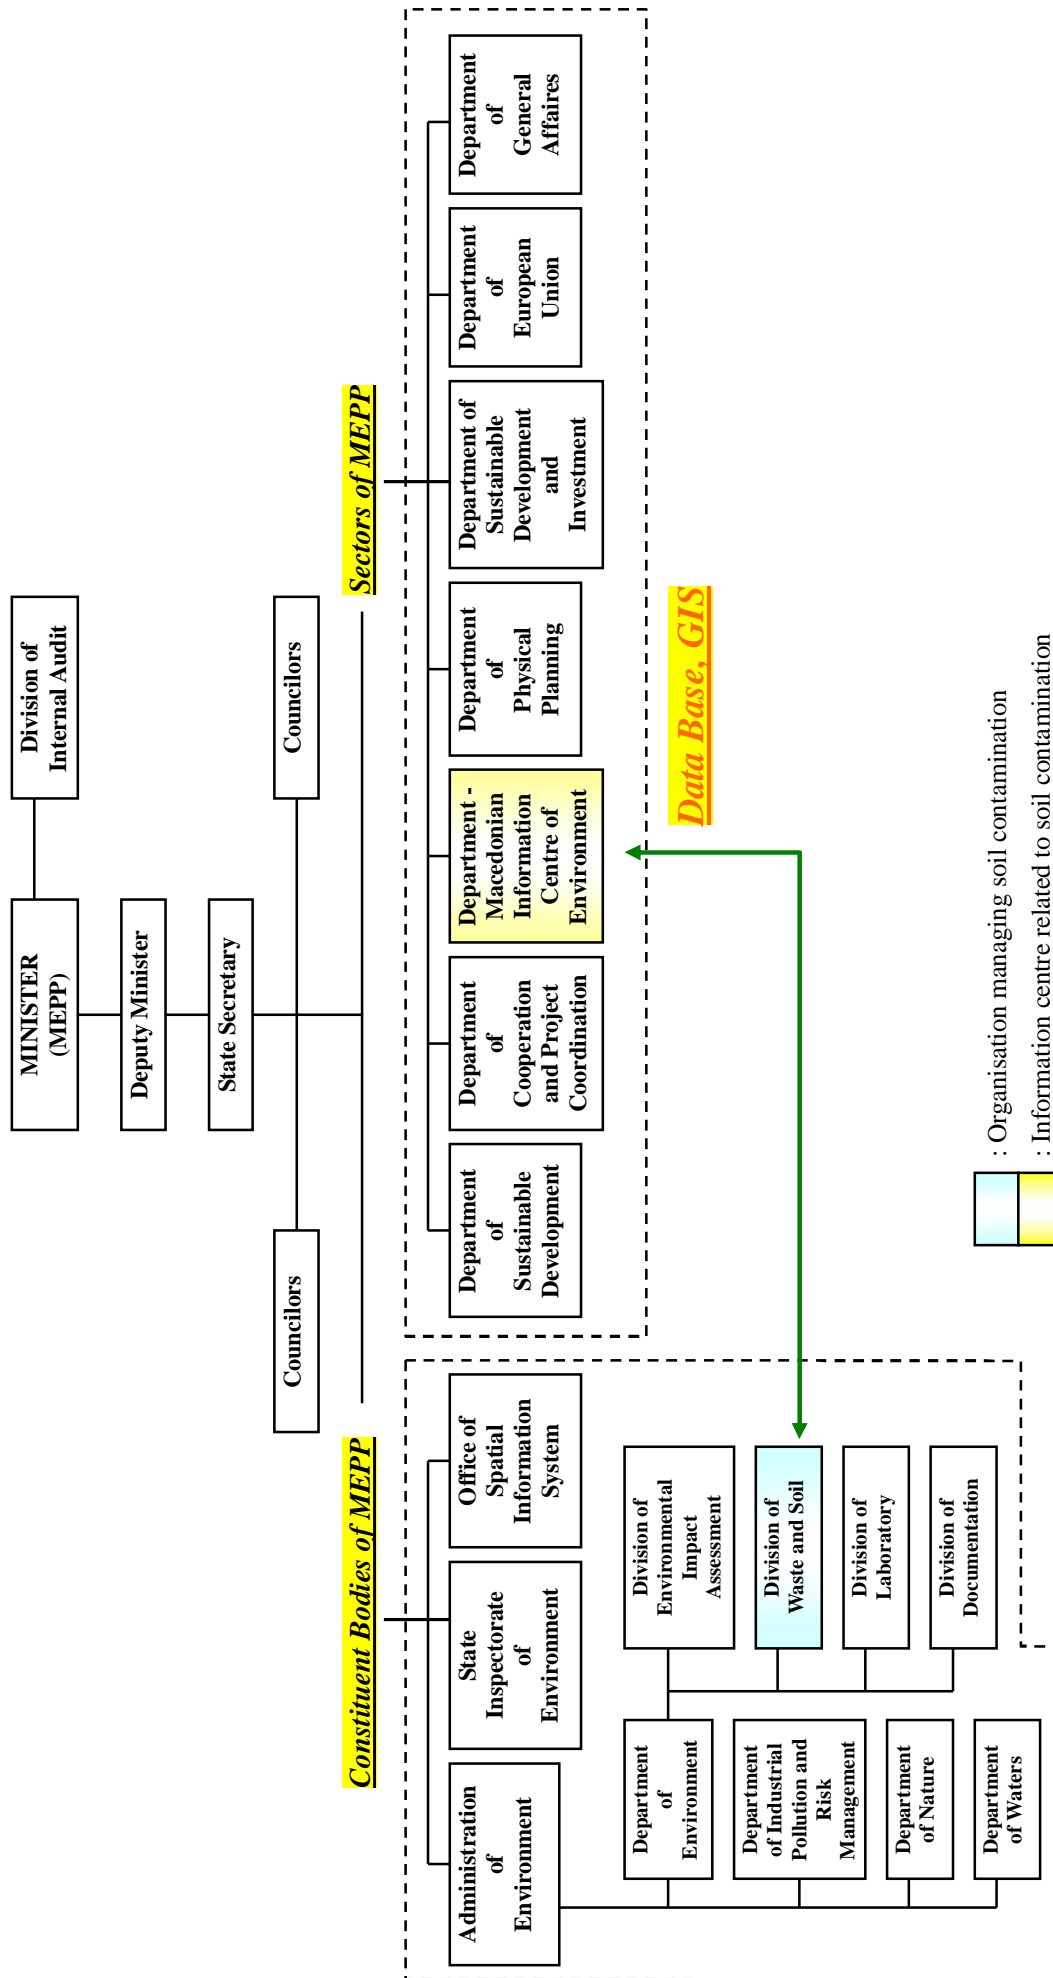 MINISTER
(MEPP)
Division of
Internal Audit
Deputy Minister
State Secretary
Councilors
Councilors
Constituent Bodies of MEPP
Sectors of MEPP
Administration
of
Environment
State
Inspectorate
of
Environment
Office of
Spatial
Information
System
Department
of
Sustainable
Development
Department
of
Cooperation
and Project
Coordination
Department -
Macedonian
Information
Centre of
Environment
Department
of
Physical
Planning
Department of
Sustainable
Development
and
Investment
Department
of
European
Union
Department
of
General
Affaires
Department
of
Environment
Department
of Industrial
Pollution and
Risk
Management
Department
of Nature
Department
of Waters
Division of
Environmental
Impact
Assessment
Division of
Waste and Soil
Division of
Laboratory
Division of
Documentation
Data Base, GIS
: Organisation managing soil contamination
: Information centre related to soil contamination